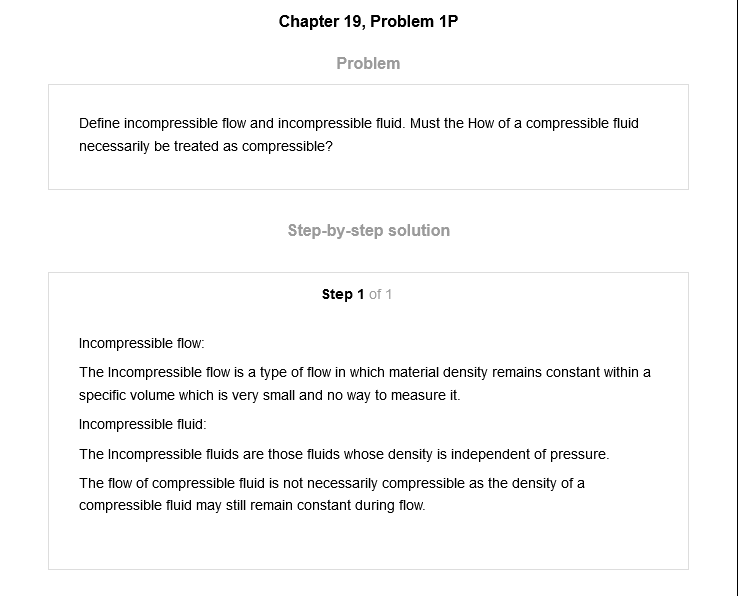 Chapter 19, Problem 1P
Problem
Define incompressible flow and incompressible fluid. Must the How of a compressible fluid
necessarily be treated as compressible?
Step-by-step solution
Step 1 of 1
Incompressible flow:
The Incompressible flow is a type of flow in which material density remains constant within a
specific volume which is very small and no way to measure it.
Incompressible fluid:
The Incompressible fluids are those fluids whose density is independent of pressure.
The flow of compressible fluid is not necessarily compressible as the density of a
compressible fluid may still remain constant during flow.